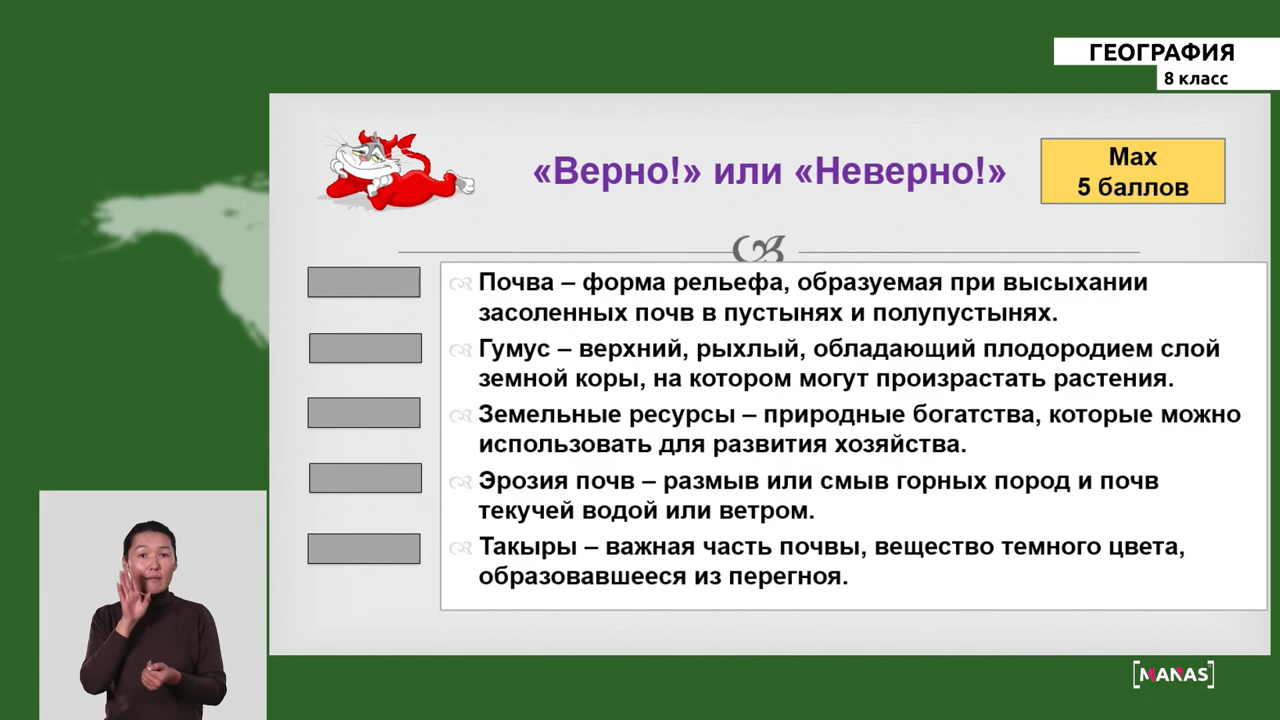 ГЕОГРАФИЯ
8 класс
«Верно!» или «Неверно!»
Мах
5 баллов
Почва – форма рельефа, образуемая при высыхании
засоленных почв в пустынях и полупустынях.
Гумус – верхний, рыхлый, обладающий плодородием слой
земной коры, на котором могут произрастать растения.
Земельные ресурсы – природные богатства, которые можно
использовать для развития хозяйства.
Эрозия почв – размыв или смыв горных пород и почв
текучей водой или ветром.
Такыры – важная часть почвы, вещество темного цвета,
образовавшееся из перегноя.
[MANAS]